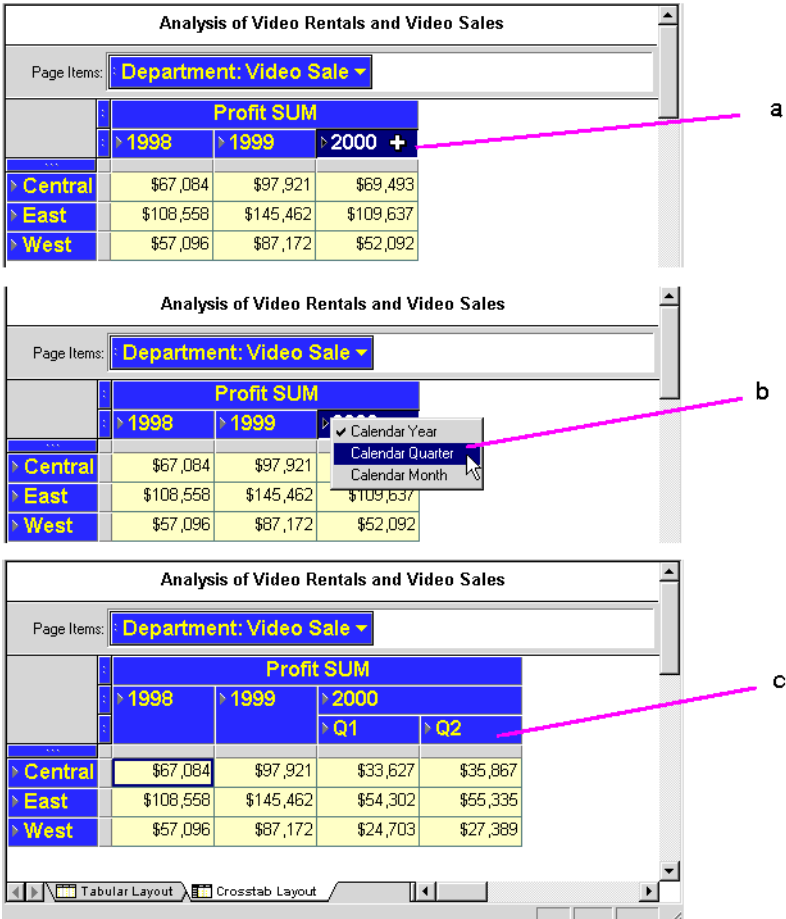 Analysis of Video Rentals and Video Sales
Page Items: Department: Video Sale
Profit SUM
a
1998 1999 2000
Central $67,084 $97,921 $69,493
East $108,558 $145,462 $109,637
West $57,096 $87,172 $52,092
Analysis of Video Rentals and Video Sales
Page Items: Department: Video Sale
Profit SUM
b
1998 1999
Calendar Year
Calendar Quarter
Central $67,084 $97,921
Calendar Month
East $108,558 $145,462 $109,637
West $57,096 $87,172 $52,092
Analysis of Video Rentals and Video Sales
Page Items: Department: Video Sale
Profit SUM
c
1998 1999 2000
Q1 Q2
Central $67,084 $97,921 $33,627 $35,867
East $108,558 $145,462 $54,302 $55,335
West $57,096 $87,172 $24,703 $27,389
Tabular Layout Crosstab Layout